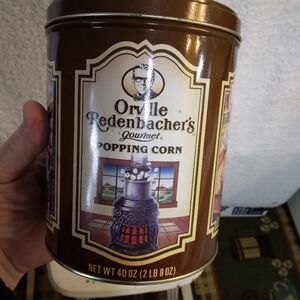 Orville
Redenbacher's
Gourmet®
POPPING CORN
NET WT 40 OZ (2 LB 8 OZ)